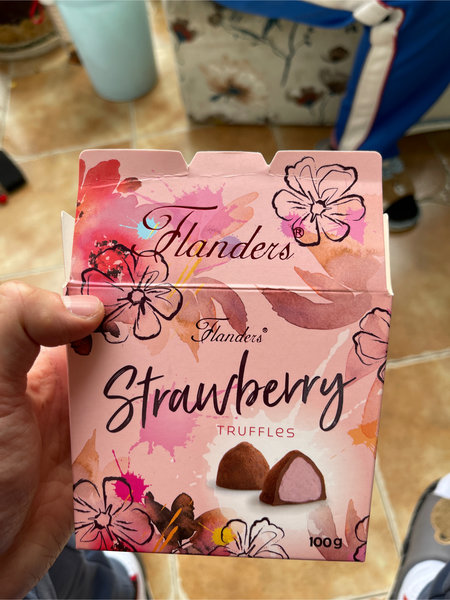 Flanders®
Flanders®
Strawberry
TRUFFLES
100g